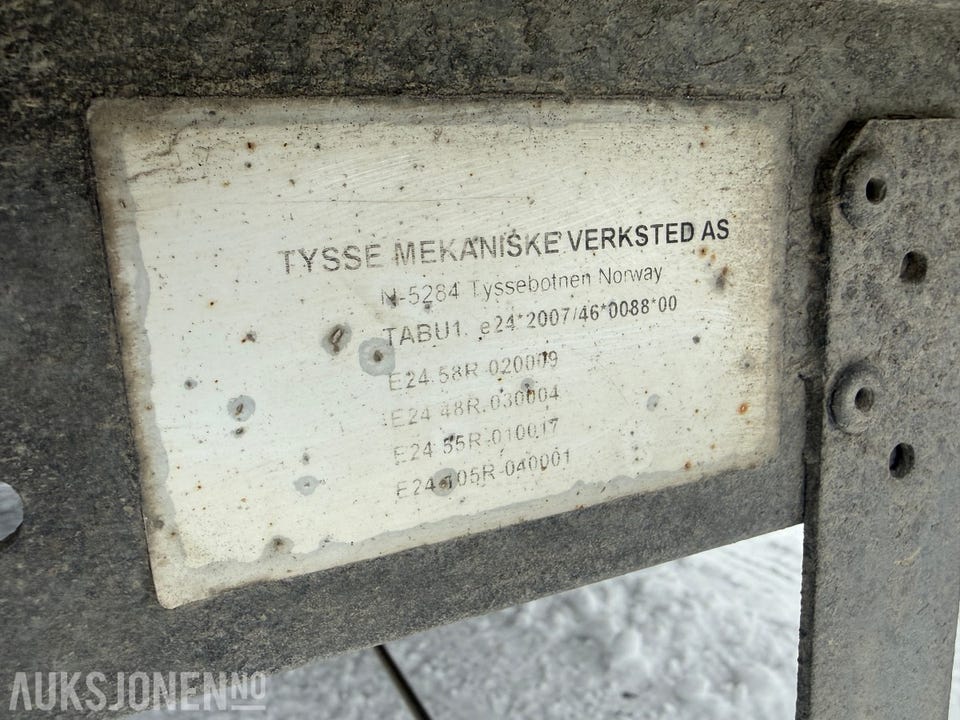 TYSSE MEKANISKE VERKSTED AS
N-5284 Tyssebotnen Norway
TABU1. e24*2007/46*0088*00
E24 58R-020009
E24 48R-030004
E24 55R-010017
E24-105R-040001
AUKSJONEN.NO